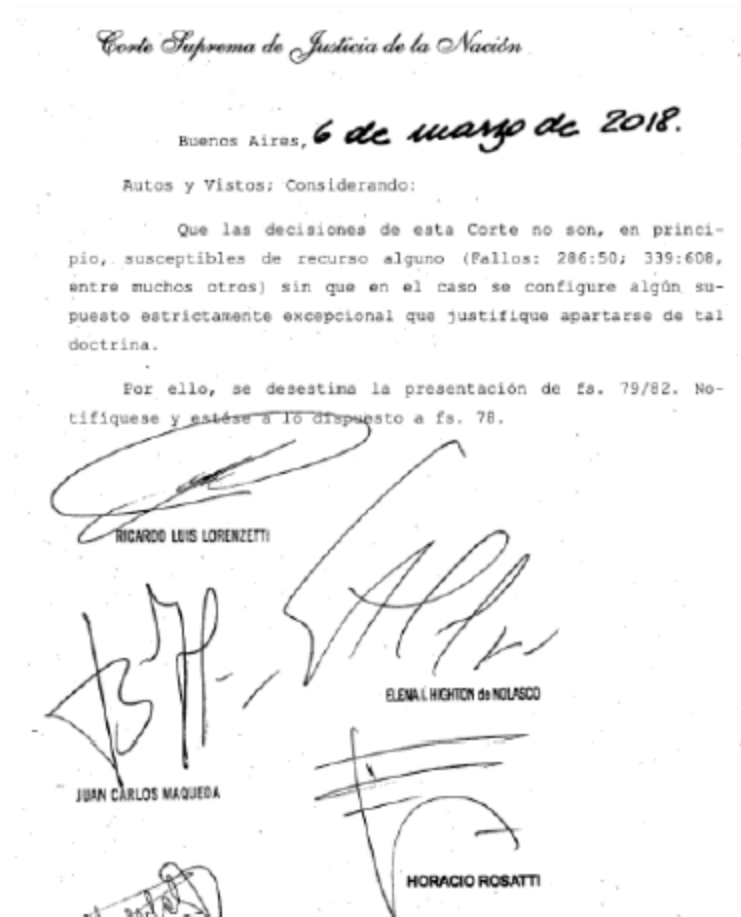 Corte Suprema de Justicia de la Nación
Buenos Aires, 6 de marzo de 2018.
Autos y Vistos; Considerando:
Que las decisiones de esta Corte no son, en princi-
pio, susceptibles de recurso alguno (Fallos: 286:50; 339:608,
entre muchos otros) sin que en el caso se configure algún su-
puesto estrictamente excepcional que justifique apartarse de tal
doctrina.
Por ello, se desestima la presentación de fs. 79/82. No-
tifíquese y estése a lo dispuesto a fs. 78.
RICARDO LUIS LORENZETTI
ELENA I. HIGHTON de NOLASCO
JUAN CARLOS MAQUEDA
HORACIO ROSATTI